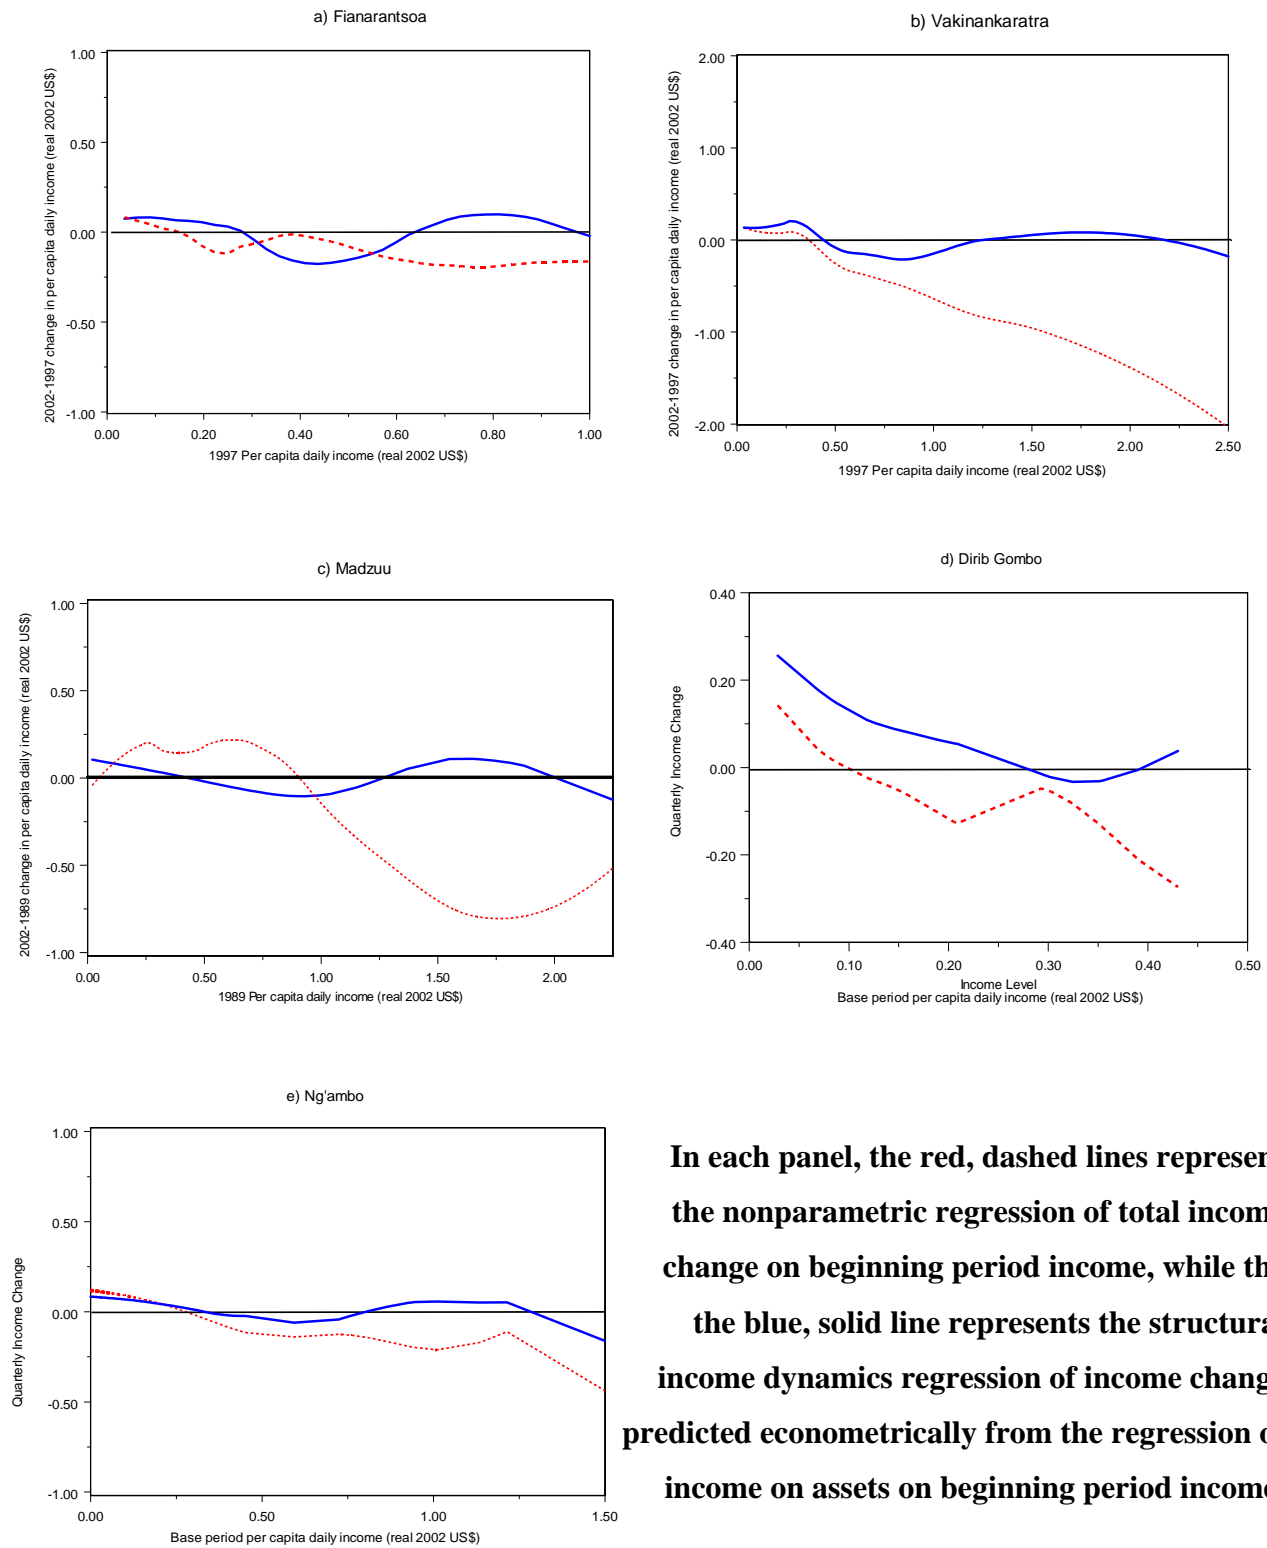 a) Fianarantsoa
2002-1997 change in per capita daily income (real 2002 US$)
1.00
0.50
0.00
-0.50
-1.00
0.00 0.20 0.40 0.60 0.80 1.00
1997 Per capita daily income (real 2002 US$)
b) Vakinankaratra
2002-1997 change in per capita daily income (real 2002 US$)
2.00
1.00
0.00
-1.00
-2.00
0.00 0.50 1.00 1.50 2.00 2.50
1997 Per capita daily income (real 2002 US$)
c) Madzuu
2002-1989 change in per capita daily income (real 2002 US$)
1.00
0.50
0.00
-0.50
-1.00
0.00 0.50 1.00 1.50 2.00
1989 Per capita daily income (real 2002 US$)
d) Dirib Gombo
Quarterly Income Change
0.40
0.20
0.00
-0.20
-0.40
0.00 0.10 0.20 0.30 0.40 0.50
Income Level
Base period per capita daily income (real 2002 US$)
e) Ng'ambo
Quarterly Income Change
1.00
0.50
0.00
-0.50
-1.00
0.00 0.50 1.00 1.50
Base period per capita daily income (real 2002 US$)
In each panel, the red, dashed lines represen
the nonparametric regression of total incom
change on beginning period income, while th
the blue, solid line represents the structura
income dynamics regression of income chang
predicted econometrically from the regression o
income on assets on beginning period income